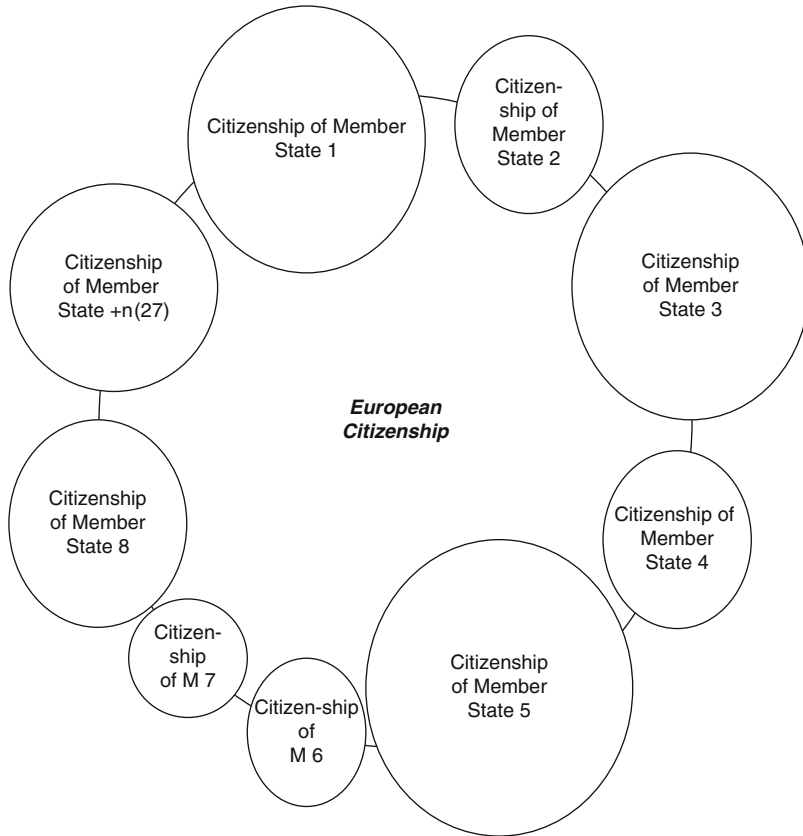 Citizenship of Member
State 1
Citizen-
ship of
Member
State 2
Citizenship
of Member
State 3
Citizenship of
Member
State 4
Citizenship
of Member
State 5
Citizen-ship
of
M 6
Citizen-
ship
of M 7
Citizenship
of Member
State 8
Citizenship
of Member
State +n(27)
European
Citizenship